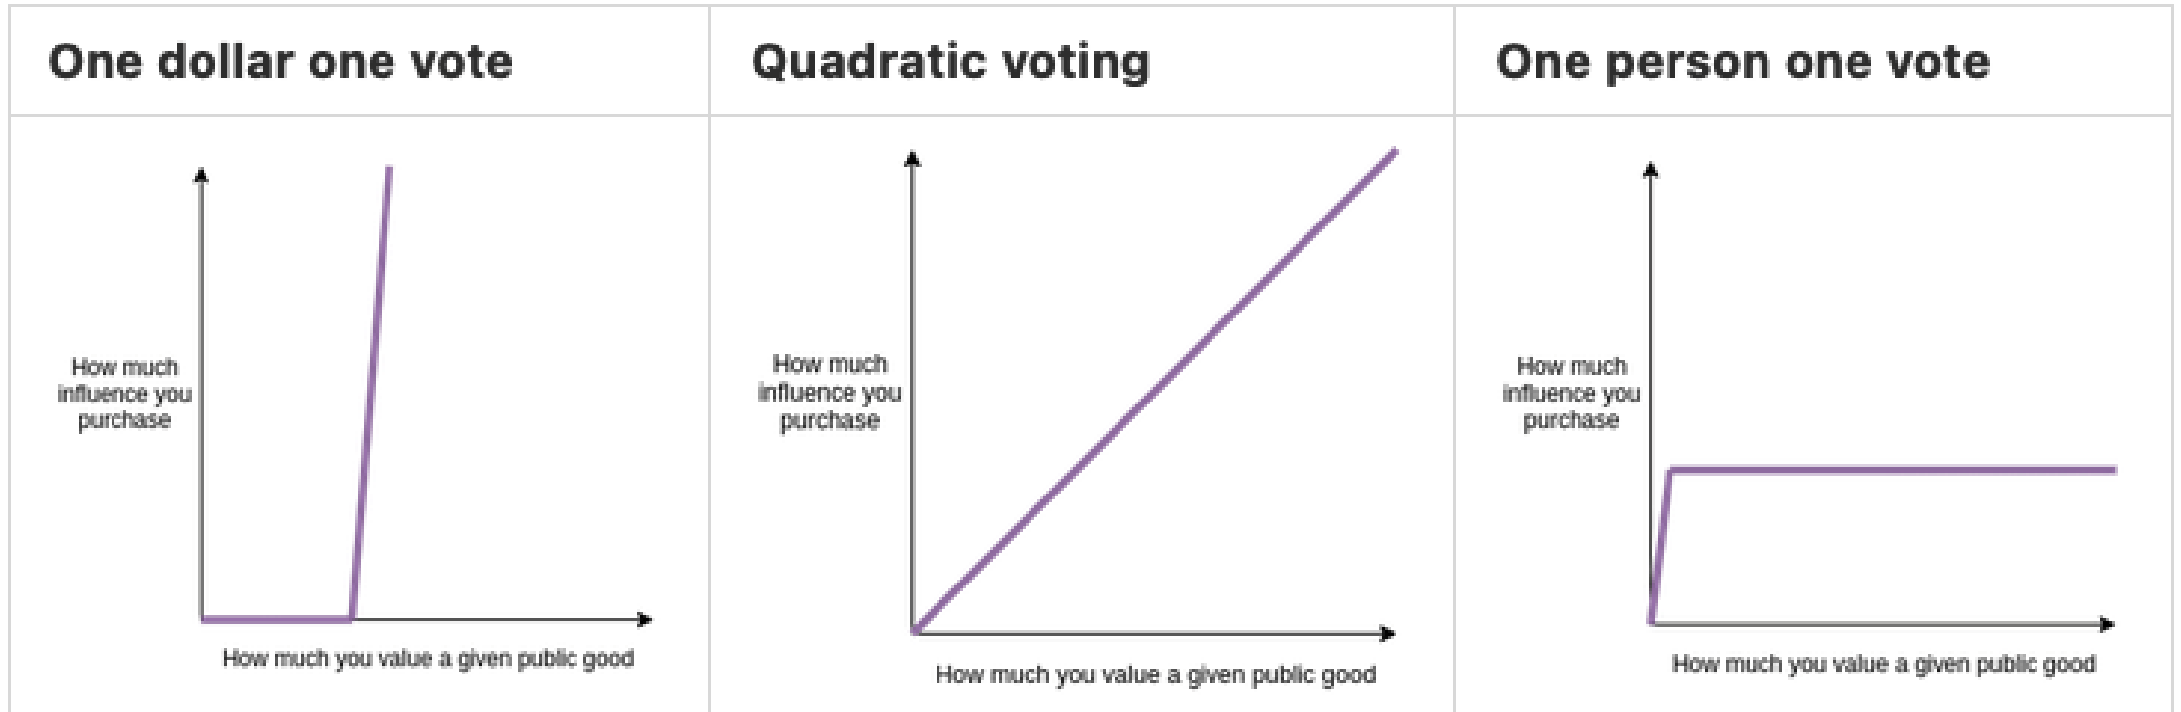 One dollar one vote
Quadratic voting
One person one vote
How much
influence you
purchase
How much you value a given public good
How much
influence you
purchase
How much you value a given public good
How much
influence you
purchase
How much you value a given public good